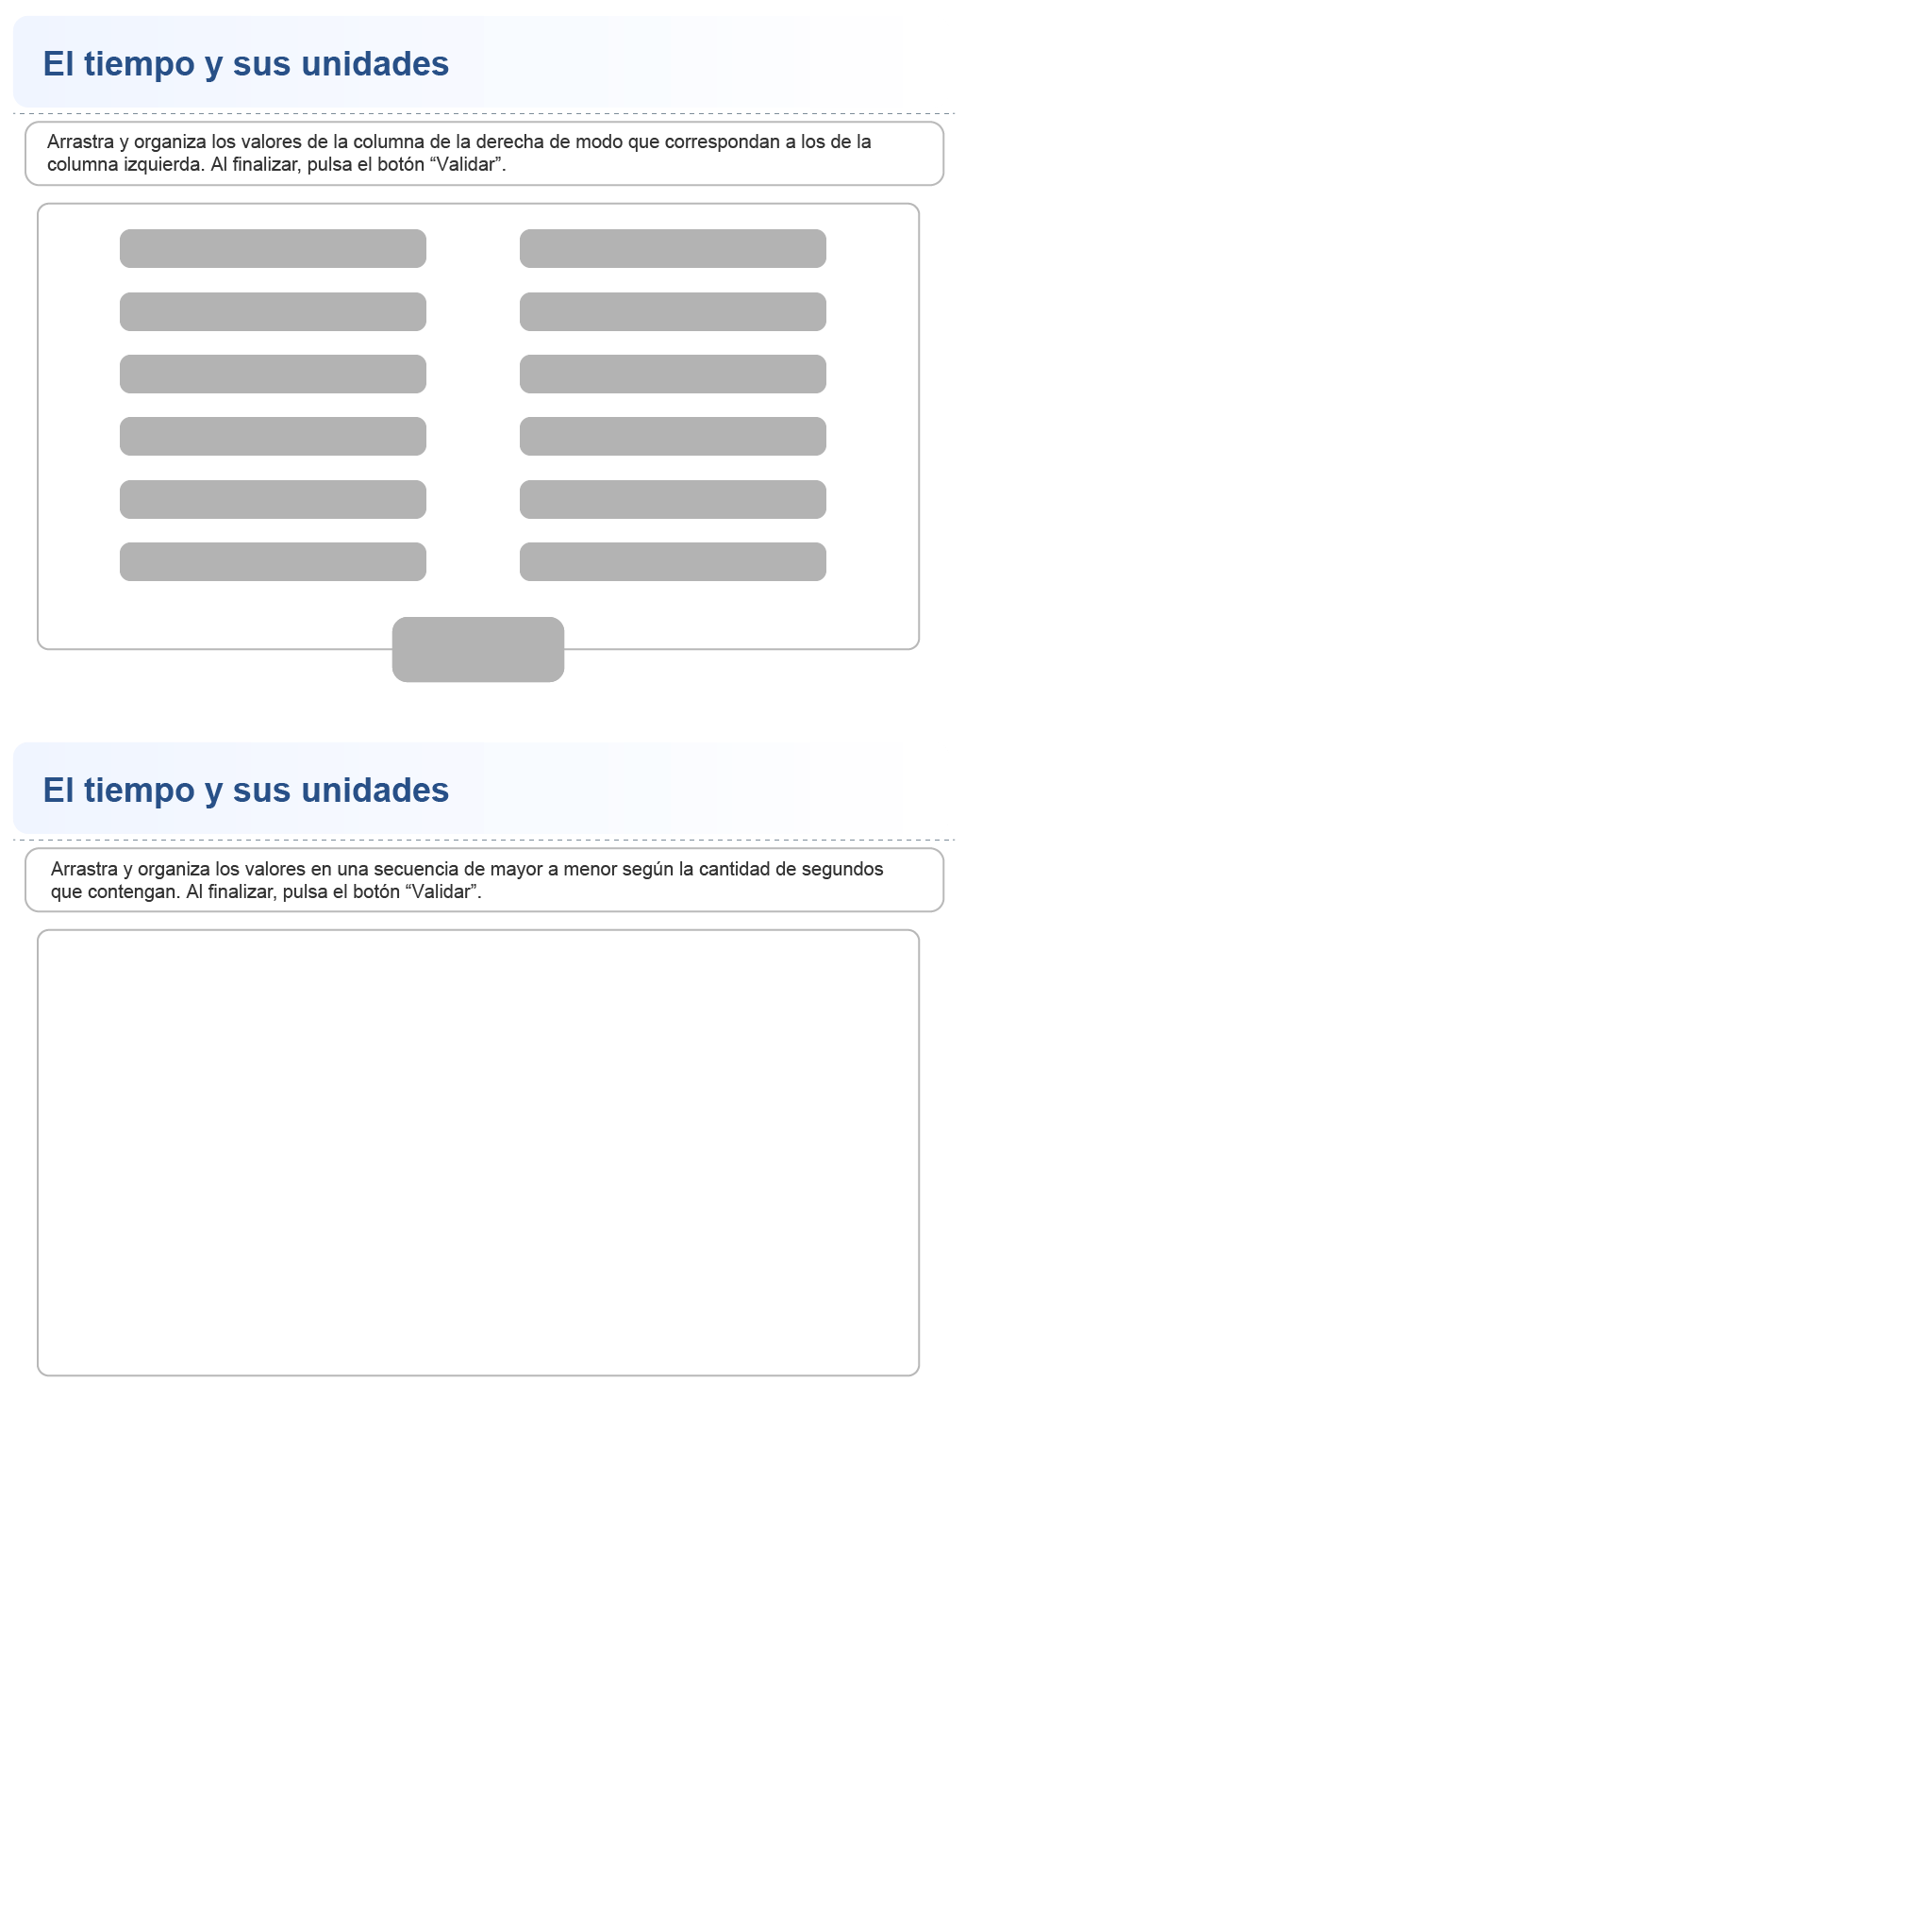 El tiempo y sus unidades
Arrastra y organiza los valores de la columna de la derecha de modo que correspondan a los de la
columna izquierda. Al finalizar, pulsa el botón “Validar”.
El tiempo y sus unidades
Arrastra y organiza los valores en una secuencia de mayor a menor según la cantidad de segundos
que contengan. Al finalizar, pulsa el botón “Validar”.